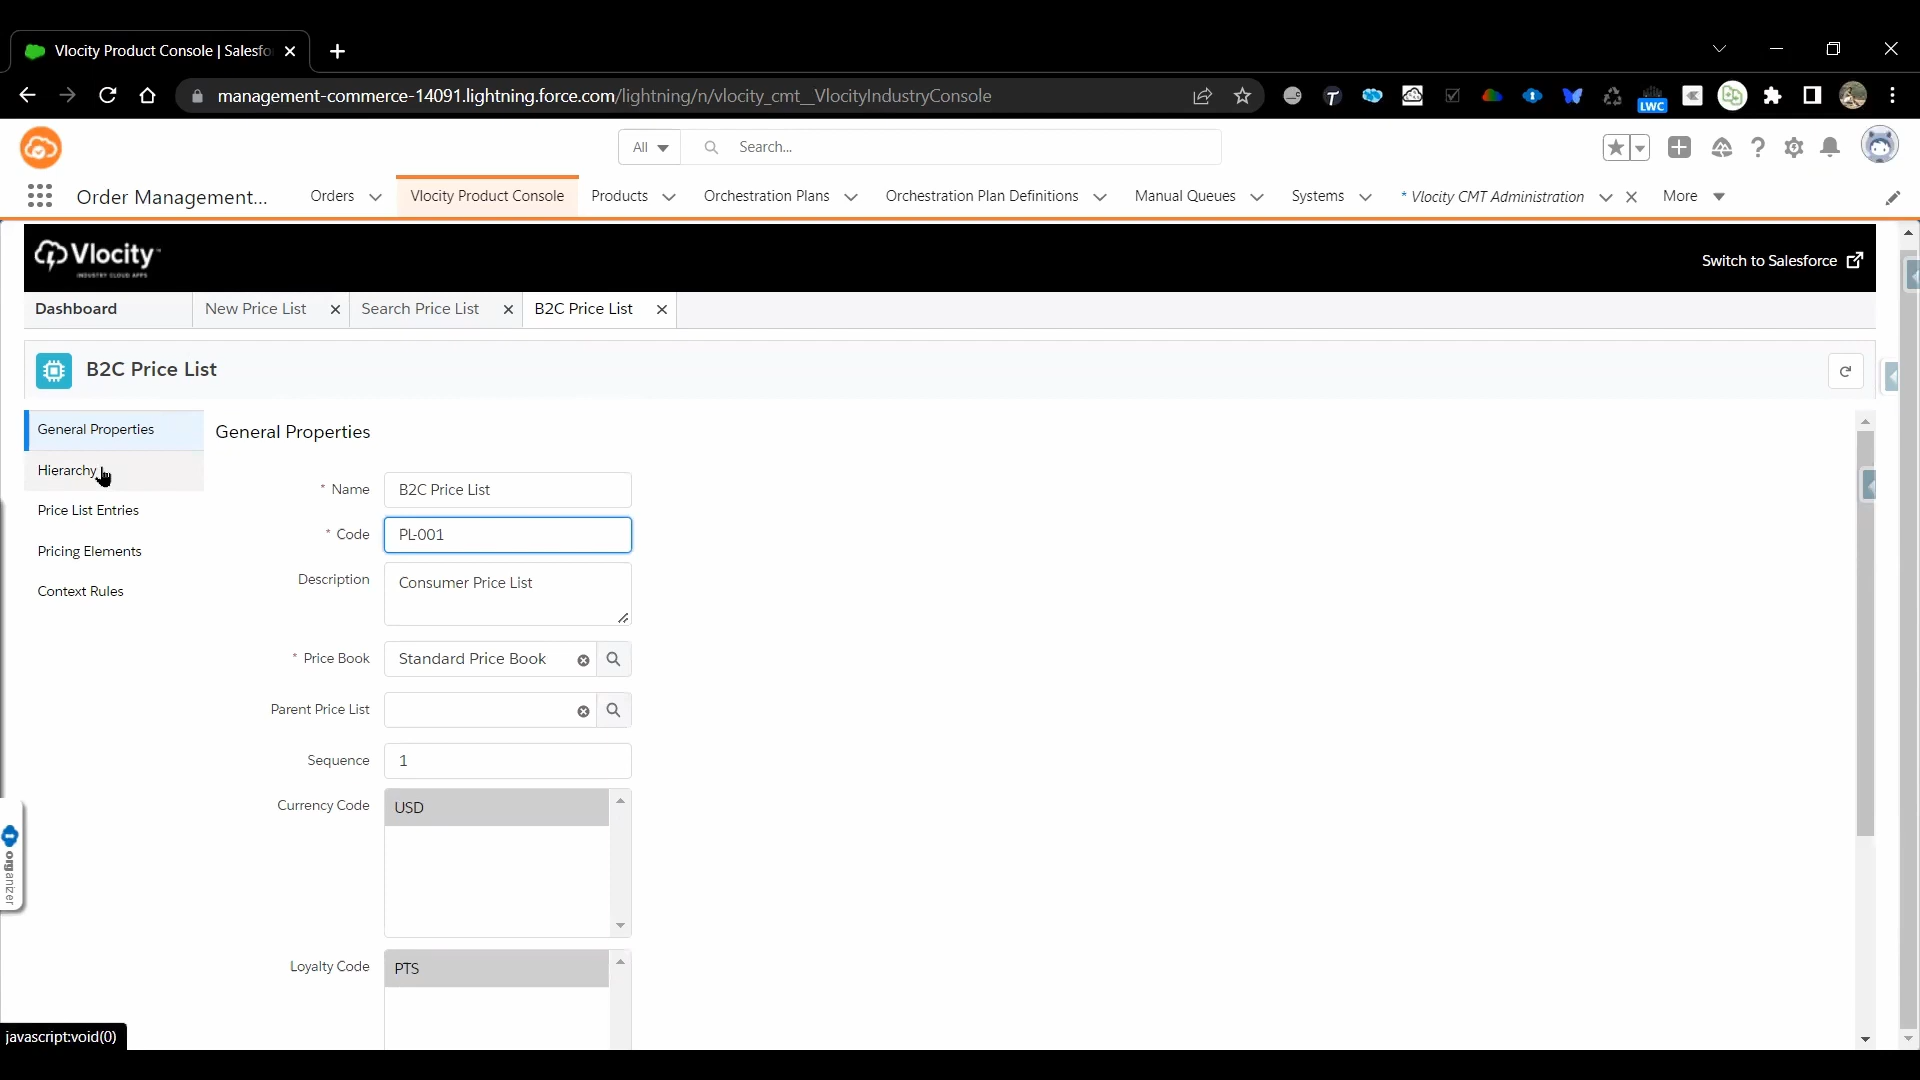 Vlocity Product Console | Salesfo
management-commerce-14091.lightning.force.com/lightning/n/vlocity_cmt__VlocityIndustryConsole
LWC
All
Search...
Order Management...
Orders
Vlocity Product Console
Products
Orchestration Plans
Orchestration Plan Definitions
Manual Queues
Systems
* Vlocity CMT Administration
More
Vlocity
INDUSTRY CLOUD APPS
Switch to Salesforce
Dashboard
New Price List
Search Price List
B2C Price List
B2C Price List
General Properties
Hierarchy
Price List Entries
Pricing Elements
Context Rules
General Properties
* Name B2C Price List
* Code PL-001
Description Consumer Price List
* Price Book Standard Price Book
Parent Price List
Sequence 1
Currency Code USD
Loyalty Code PTS
organizer
javascript:void(0)